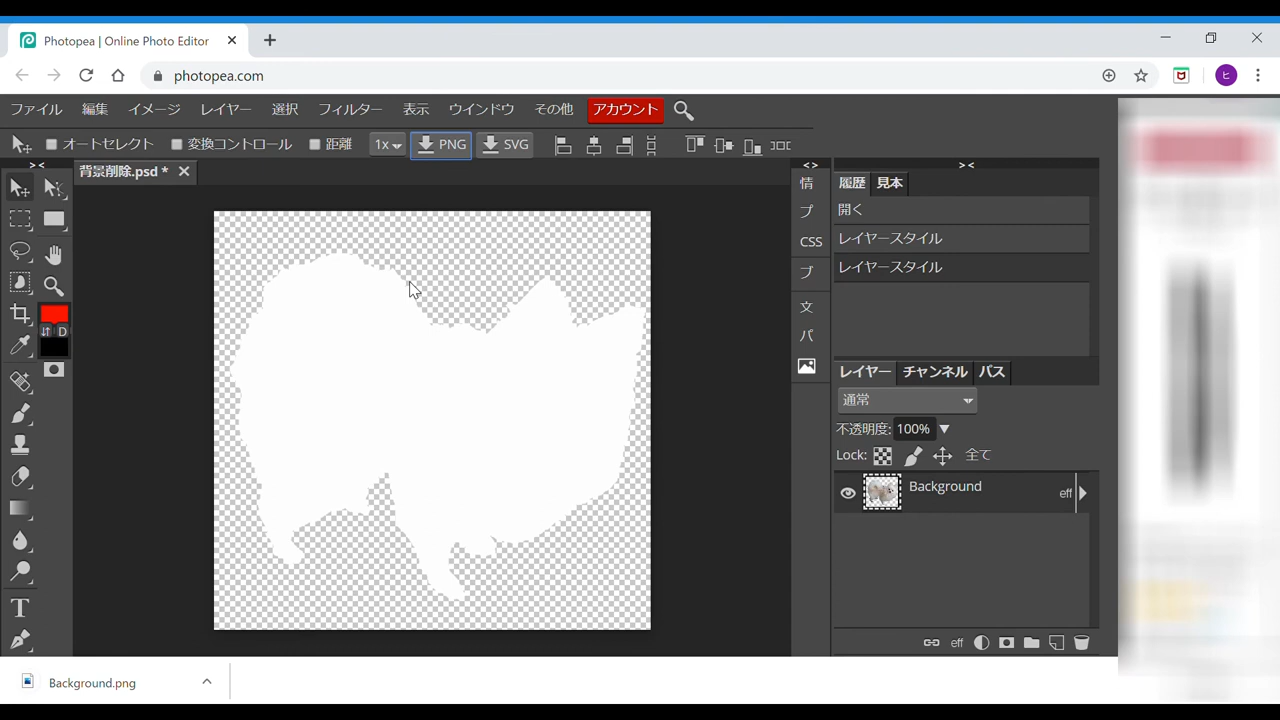 Photopea | Online Photo Editor
photopea.com
ヒ
ファイル 編集 イメージ レイヤー 選択 フィルター 表示 ウインドウ その他 アカウント
オートセレクト 変換コントロール 距離 1x PNG SVG
> <
背景削除.psd *
< >
> <
情
履歴 見本
プ
開く
CSS
レイヤースタイル
レイヤースタイル
ブ
文
D
パ
レイヤー チャンネル パス
通常
不透明度: 100%
Lock: 全て
Background
eff
T
eff
Background.png